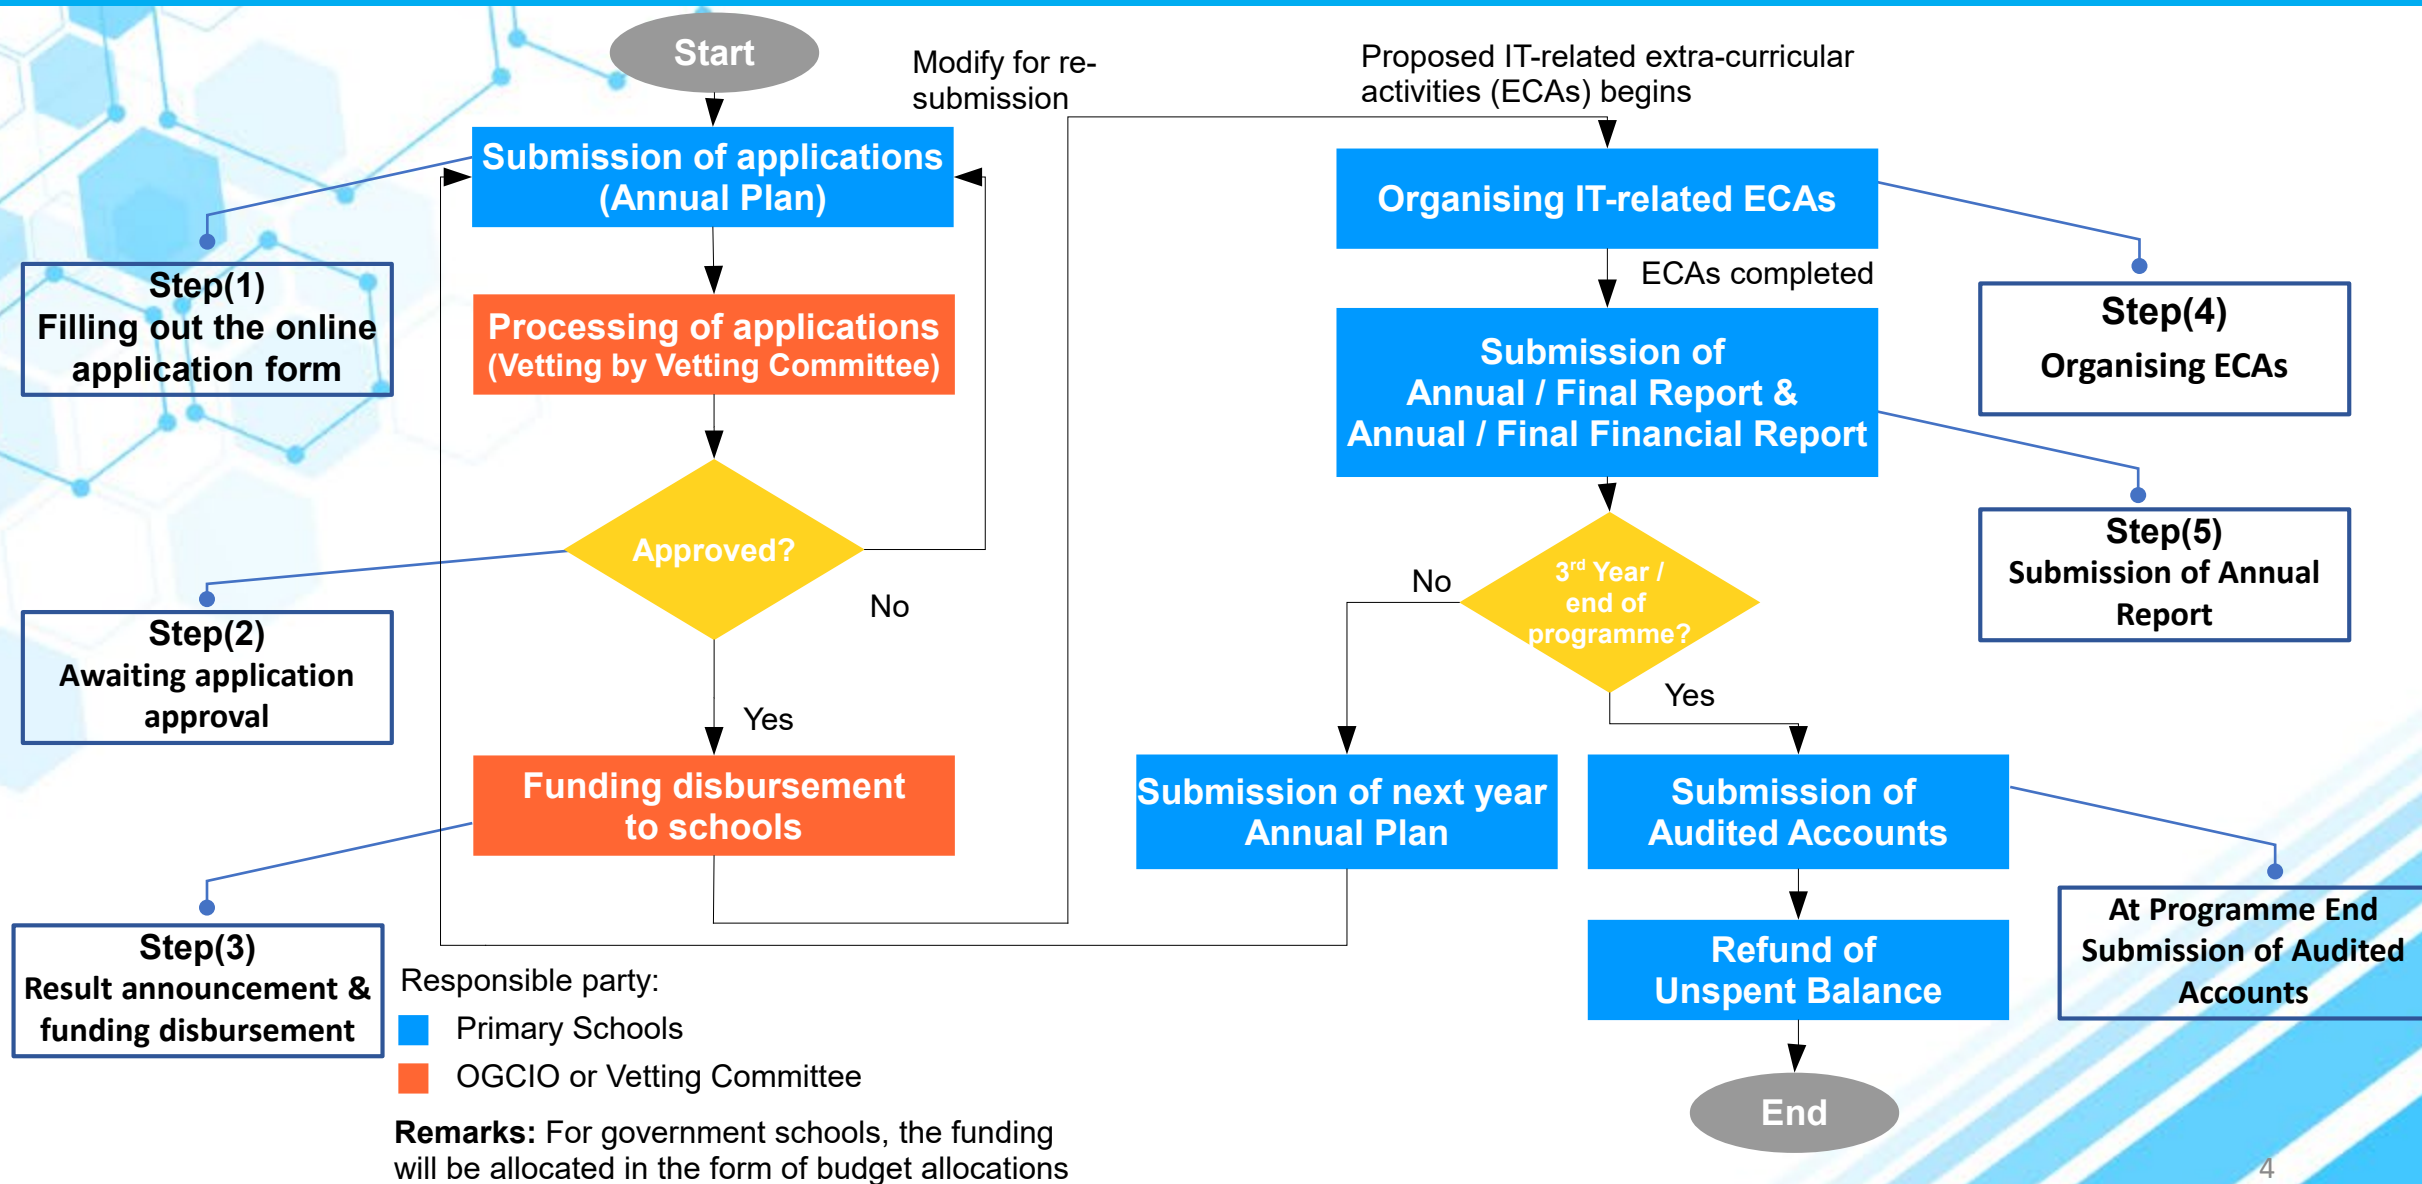 Start
Modify for re-
submission
Proposed IT-related extra-curricular
activities (ECAs) begins
Submission of applications
(Annual Plan)
Organising IT-related ECAs
Step(1)
Filling out the online
application form
Processing of applications
(Vetting by Vetting Committee)
ECAs completed
Step(4)
Organising ECAs
Submission of
Annual / Final Report &
Annual / Final Financial Report
Approved?
No
Step(2)
Awaiting application
approval
Yes
No
3rd Year /
end of
programme?
Yes
Step(5)
Submission of Annual
Report
Funding disbursement
to schools
Submission of next year
Annual Plan
Submission of
Audited Accounts
Step(3)
Result announcement &
funding disbursement
Refund of
Unspent Balance
At Programme End
Submission of Audited
Accounts
Responsible party:
Primary Schools
OGCIO or Vetting Committee
End
Remarks: For government schools, the funding
will be allocated in the form of budget allocations
4